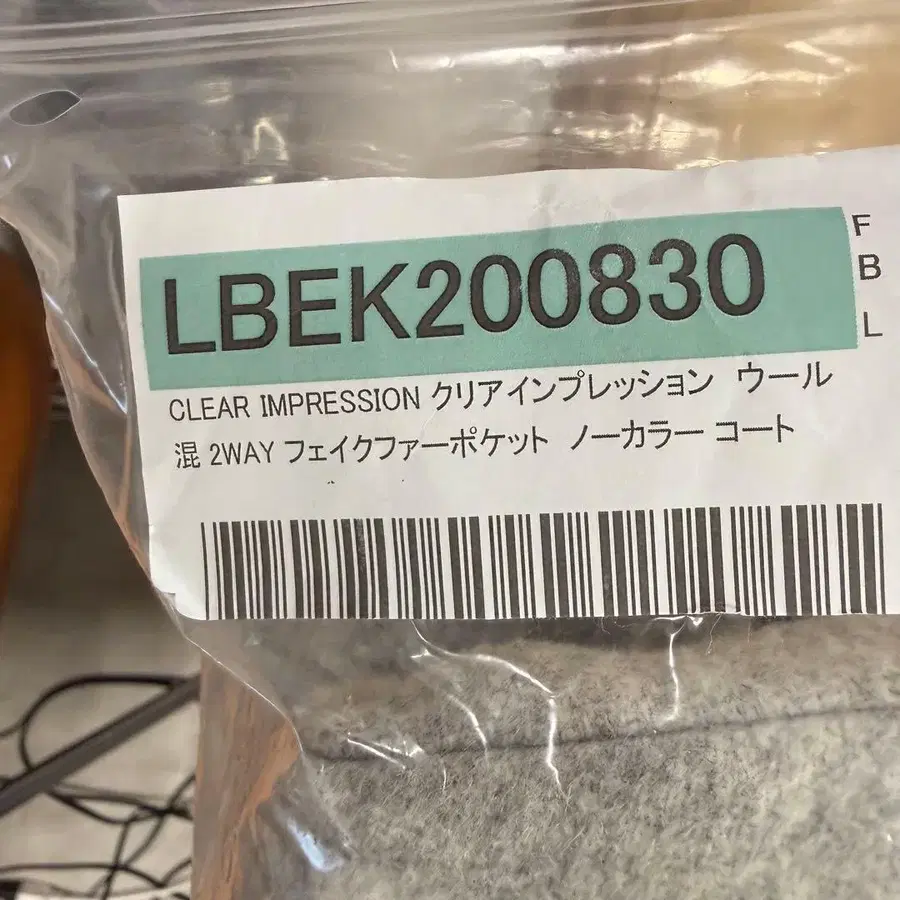 LBEK200830
F
B
L
CLEAR IMPRESSION クリアインプレッション ウール
混 2WAY フェイクファーポケット ノーカラー コート